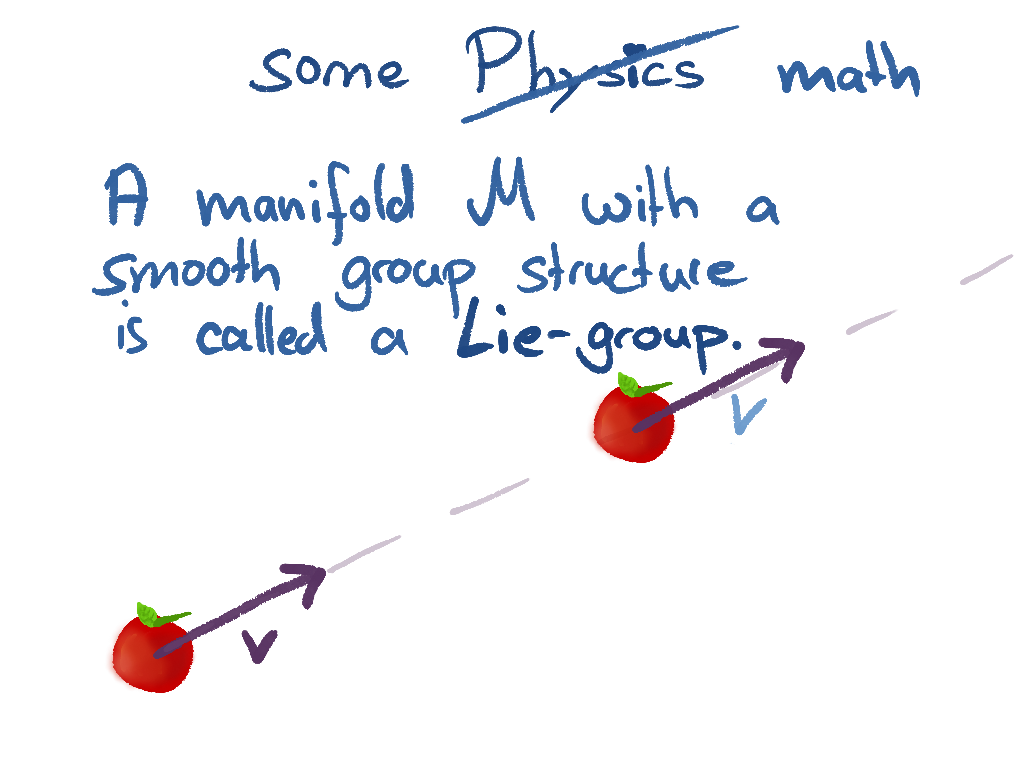 some Physics math
A manifold M with a
smooth group structure
is called a Lie-group.
v
v